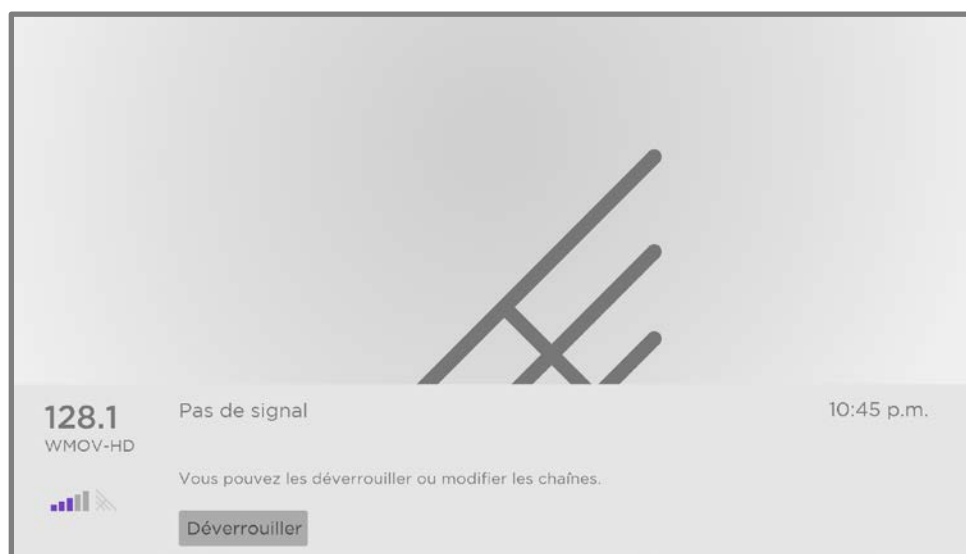 128.1
WMOV-HD
Pas de signal
10:45 p.m.
Vous pouvez les déverrouiller ou modifier les chaînes.
Déverrouiller